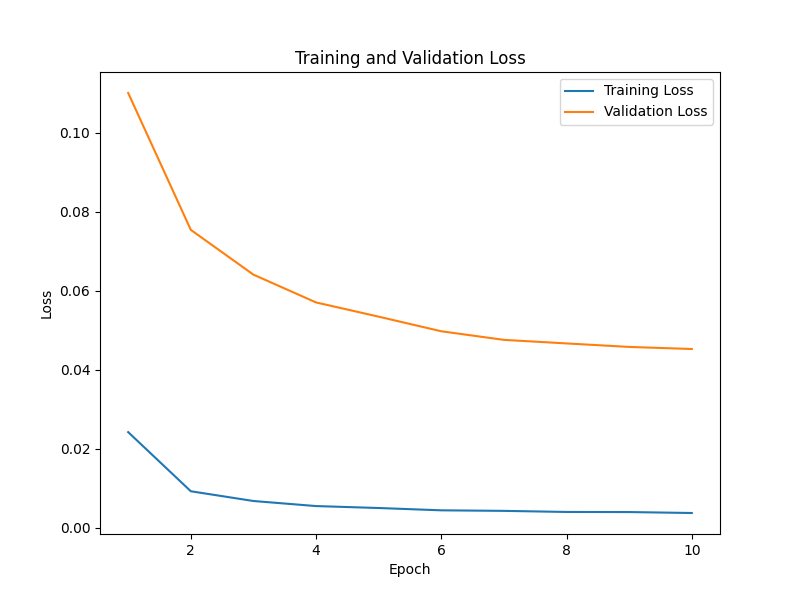 Training and Validation Loss
Training Loss
Validation Loss
0.10
0.08
0.06
0.04
0.02
0.00
Loss
2 4 6 8 10
Epoch